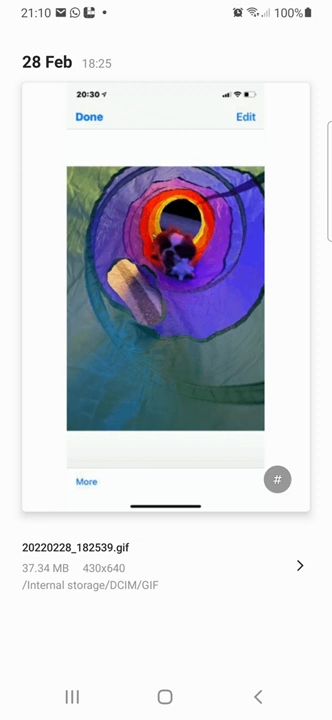 21:10
100%
28 Feb 18:25
20:30
Done Edit
More
#
20220228_182539.gif
37.34 MB 430x640
/Internal storage/DCIM/GIF